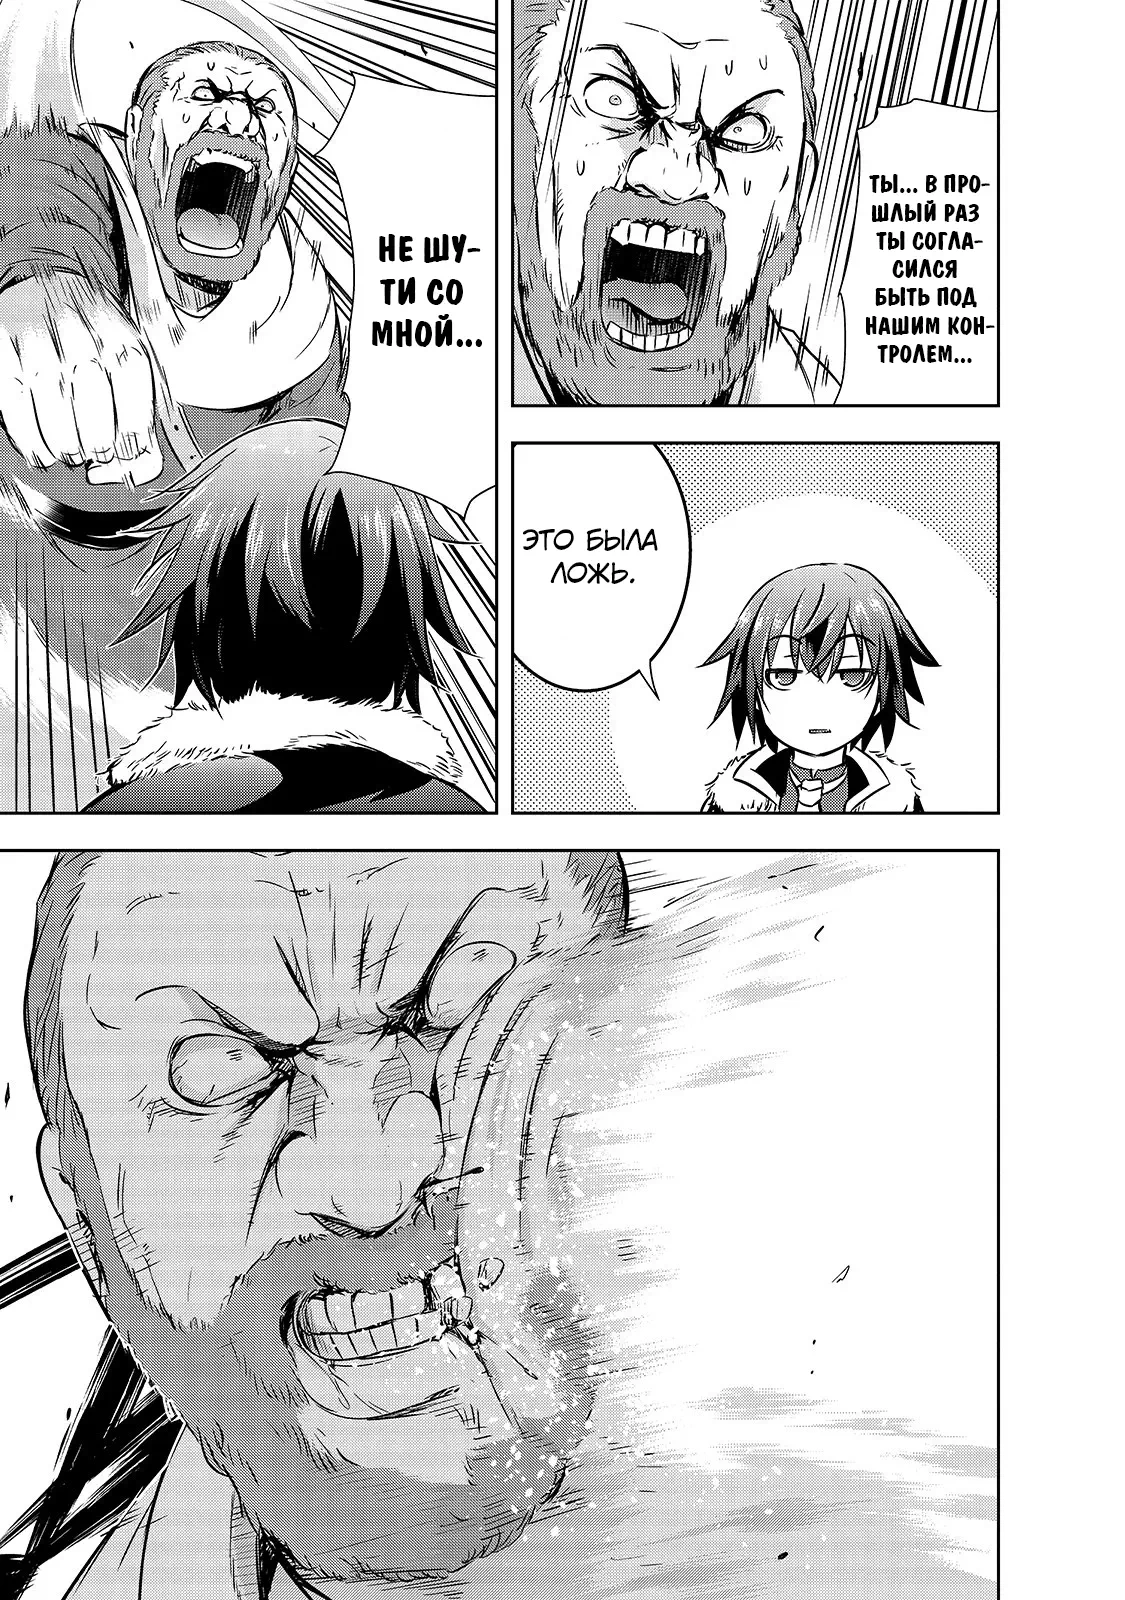 ТЫ... В ПРО-
ШЛЫЙ РАЗ
ТЫ СОГЛА-
СИЛСЯ
БЫТЬ ПОД
НАШИМ КОН-
ТРОЛЕМ...
ЭТО БЫЛА
ЛОЖЬ.
НЕ ШУ-
ТИ СО
МНОЙ...